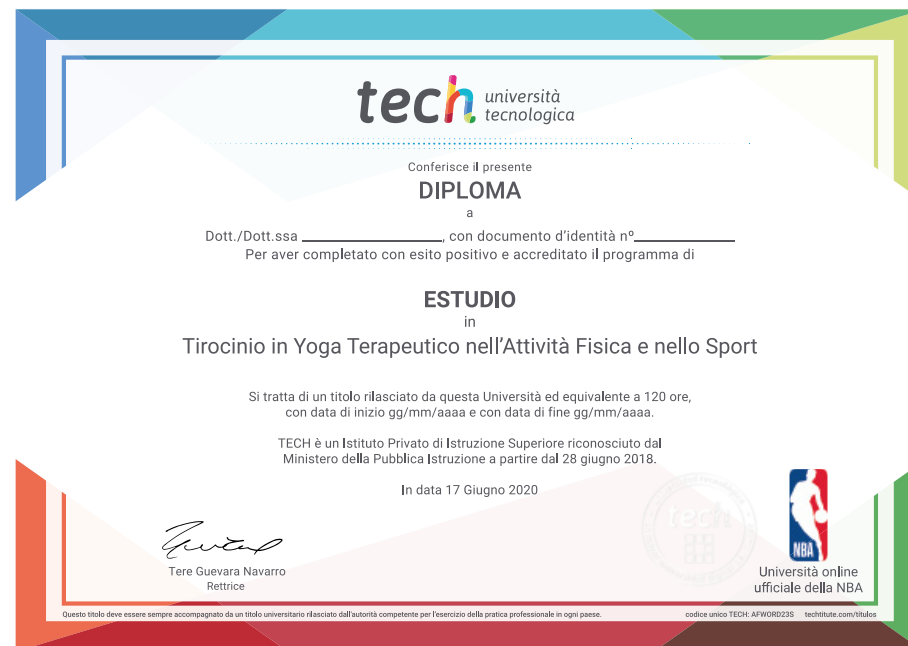 tech università
tecnologica
Conferisce il presente
DIPLOMA
a
Dott./Dott.ssa ____________, con documento d'identità nº__________
Per aver completato con esito positivo e accreditato il programma di
ESTUDIO
in
Tirocinio in Yoga Terapeutico nell'Attività Fisica e nello Sport
Si tratta di un titolo rilasciato da questa Università ed equivalente a 120 ore,
con data di inizio gg/mm/aaaa e con data di fine gg/mm/aaaa.
TECH è un Istituto Privato di Istruzione Superiore riconosciuto dal
Ministero della Pubblica Istruzione a partire dal 28 giugno 2018.
In data 17 Giugno 2020
tech
NBA
Tere Guevara Navarro
Rettrice
Università online
ufficiale della NBA
Questo titolo deve essere sempre accompagnato da un titolo universitario rilasciato dall'autorità competente per l'esercizio della pratica professionale in ogni paese.
codice unico TECH: AFWORD23S techtitute.com/titulos